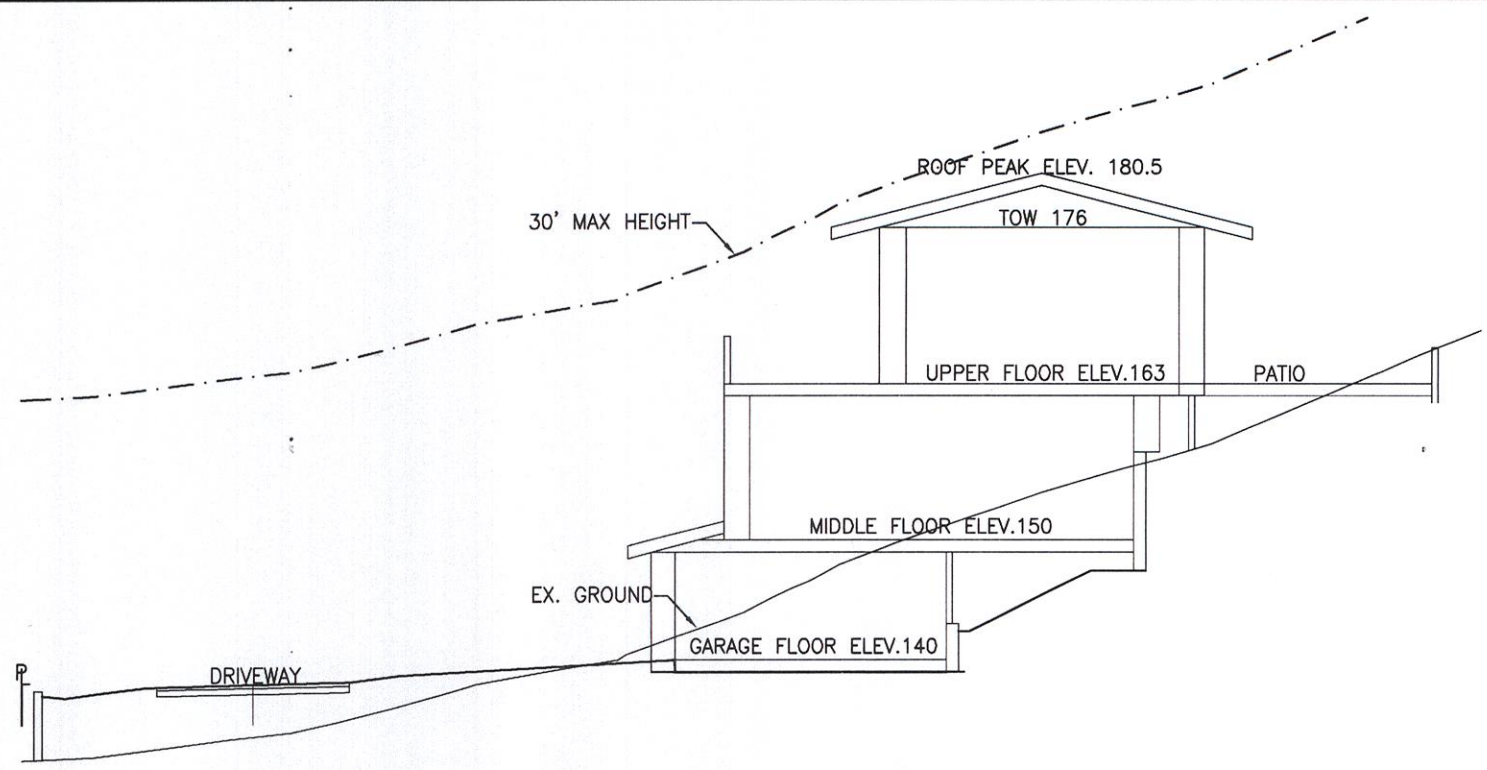 ROOF PEAK ELEV. 180.5
30' MAX HEIGHT
TOW 176
UPPER FLOOR ELEV.163
PATIO
MIDDLE FLOOR ELEV.150
EX. GROUND
GARAGE FLOOR ELEV.140
PL
DRIVEWAY